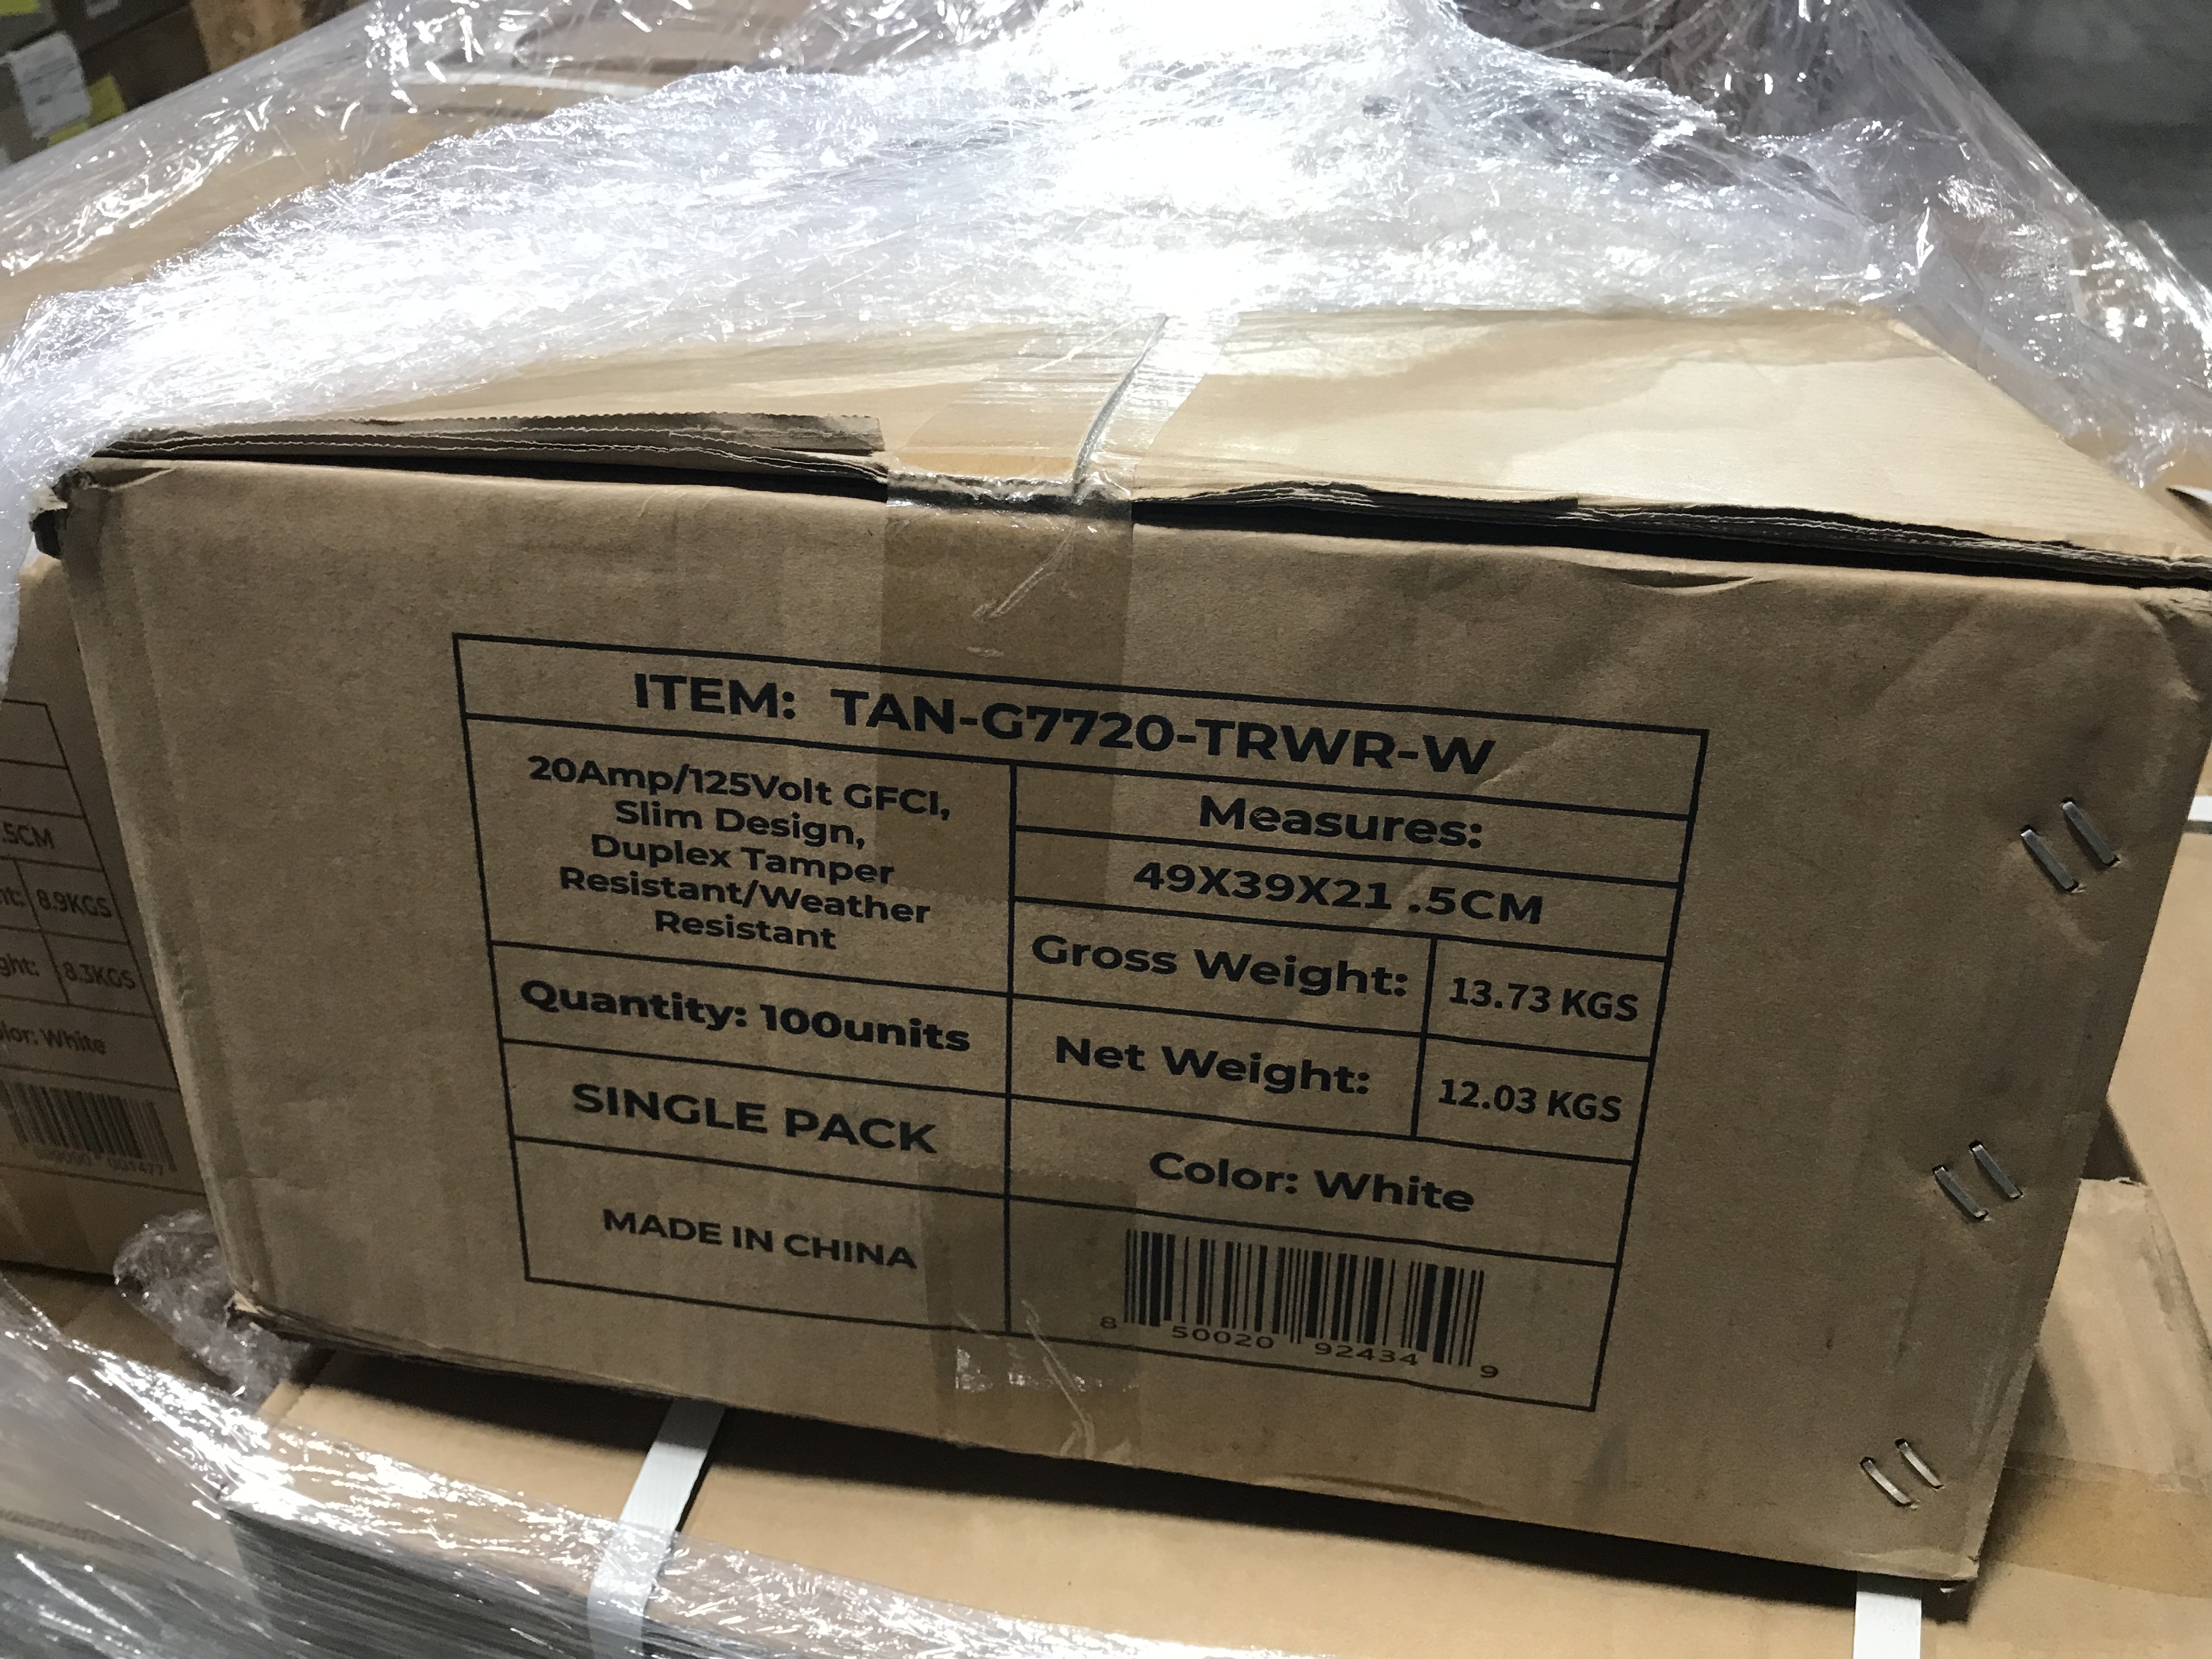 ITEM: TAN-G7720-TRWR-W
20Amp/125Volt GFCI,
Slim Design,
Duplex Tamper
Resistant/Weather
Resistant
Measures:
49X39X21 .5CM
Gross Weight: 13.73 KGS
Quantity: 100units
Net Weight: 12.03 KGS
SINGLE PACK
Color: White
MADE IN CHINA
8 50020 92434 9
.5CM
8.9KGS
8.3KGS
White